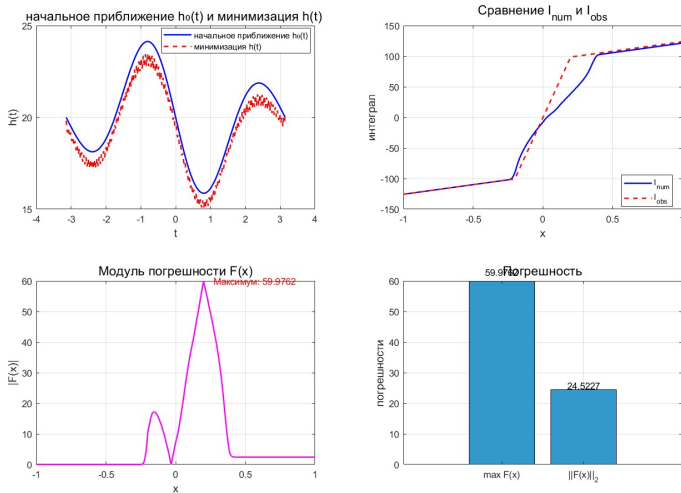 начальное приближение h₀(t) и минимизация h(t)
25
20
15
h(t)
начальное приближение h₀(t)
минимизация h(t)
-4 -3 -2 -1 0 1 2 3 4
t
Сравнение I_num и I_obs
150
100
50
0
-50
-100
-150
интеграл
I_num
I_obs
-1 -0.5 0 0.5 1
x
Модуль погрешности F(x)
Максимум: 59.9762
60
50
40
30
20
10
0
|F(x)|
-1 -0.5 0 0.5 1
x
Погрешность
59.9762
60
50
40
30
20
10
0
погрешности
24.5227
max F(x) ||F(x)||₂